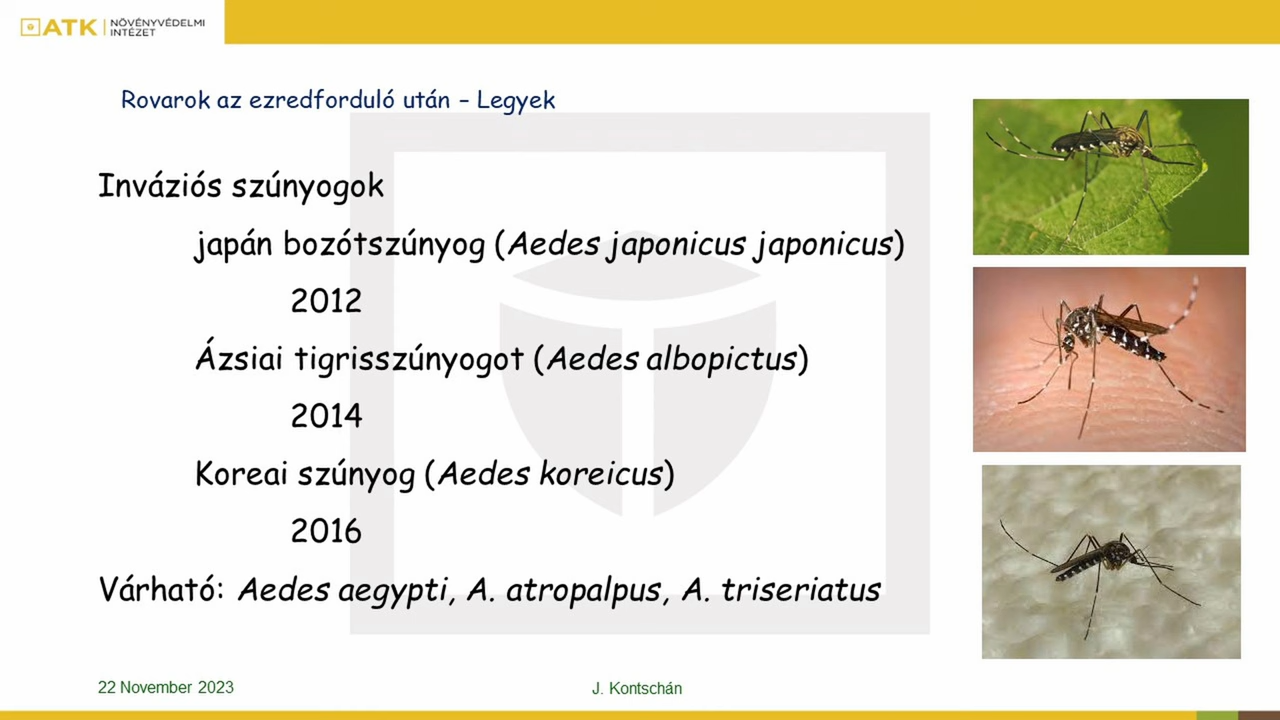 ATK NÖVÉNYVÉDELMI
INTÉZET
Rovarok az ezredforduló után – Legyek
Inváziós szúnyogok
japán bozótszúnyog (Aedes japonicus japonicus)
2012
Ázsiai tigrisszúnyogot (Aedes albopictus)
2014
Koreai szúnyog (Aedes koreicus)
2016
Várható: Aedes aegypti, A. atropalpus, A. triseriatus
22 November 2023
J. Kontschán